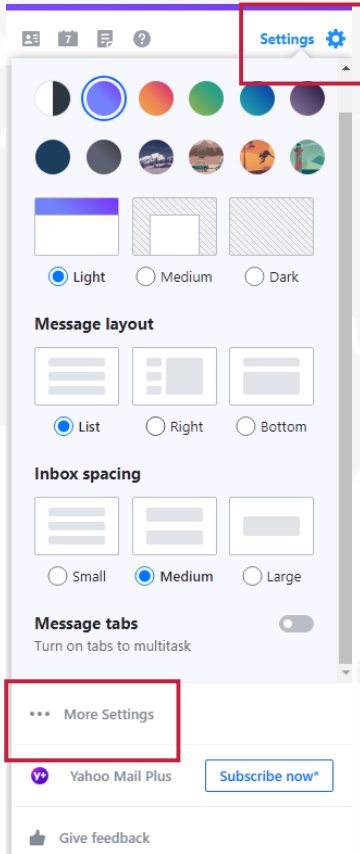 7
Settings
Light Medium Dark
Message layout
List Right Bottom
Inbox spacing
Small Medium Large
Message tabs
Turn on tabs to multitask
More Settings
y+ Yahoo Mail Plus Subscribe now*
Give feedback